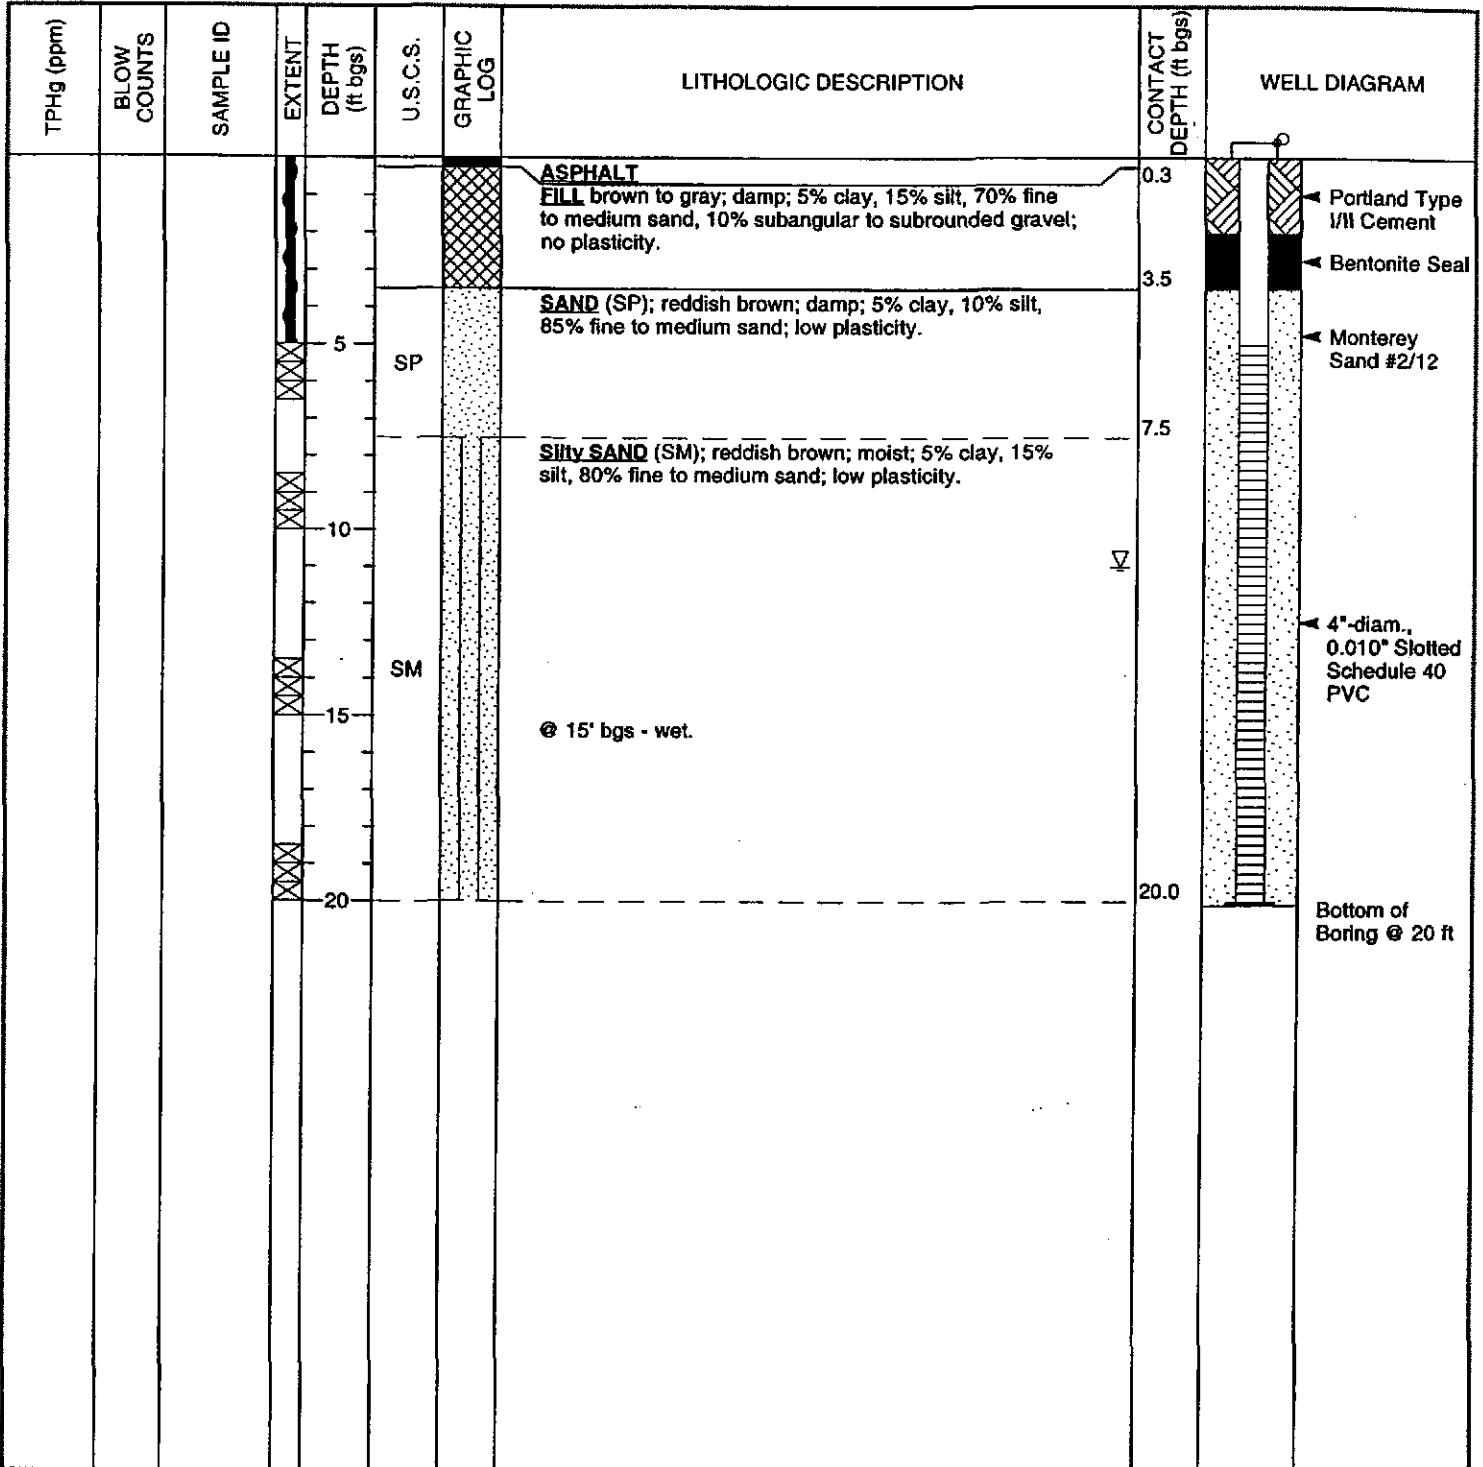 TPHg (ppm)
BLOW
COUNTS
SAMPLE ID
EXTENT
DEPTH
(ft bgs)
U.S.C.S.
GRAPHIC
LOG
LITHOLOGIC DESCRIPTION
CONTACT
DEPTH (ft bgs)
WELL DIAGRAM
ASPHALT
0.3
FILL brown to gray; damp; 5% clay, 15% silt, 70% fine
to medium sand, 10% subangular to subrounded gravel;
no plasticity.
Portland Type
I/II Cement
Bentonite Seal
3.5
SAND (SP); reddish brown; damp; 5% clay, 10% silt,
85% fine to medium sand; low plasticity.
5
SP
Monterey
Sand #2/12
7.5
Silty SAND (SM); reddish brown; moist; 5% clay, 15%
silt, 80% fine to medium sand; low plasticity.
10
SM
4"-diam.,
0.010" Slotted
Schedule 40
PVC
15
@ 15' bgs - wet.
20
20.0
Bottom of
Boring @ 20 ft